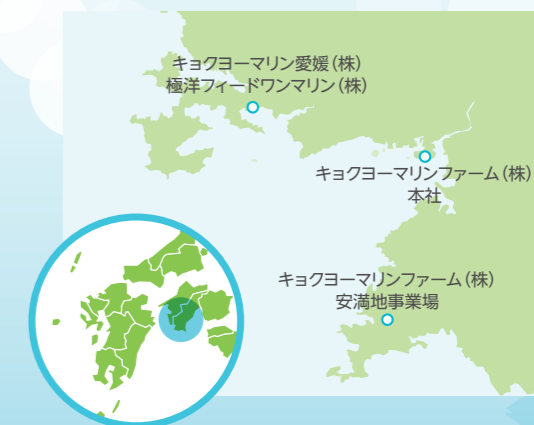 キョクヨーマリン愛媛(株)
極洋フィードワンマリン(株)
キョクヨーマリンファーム(株)
本社
キョクヨーマリンファーム(株)
安満地事業場